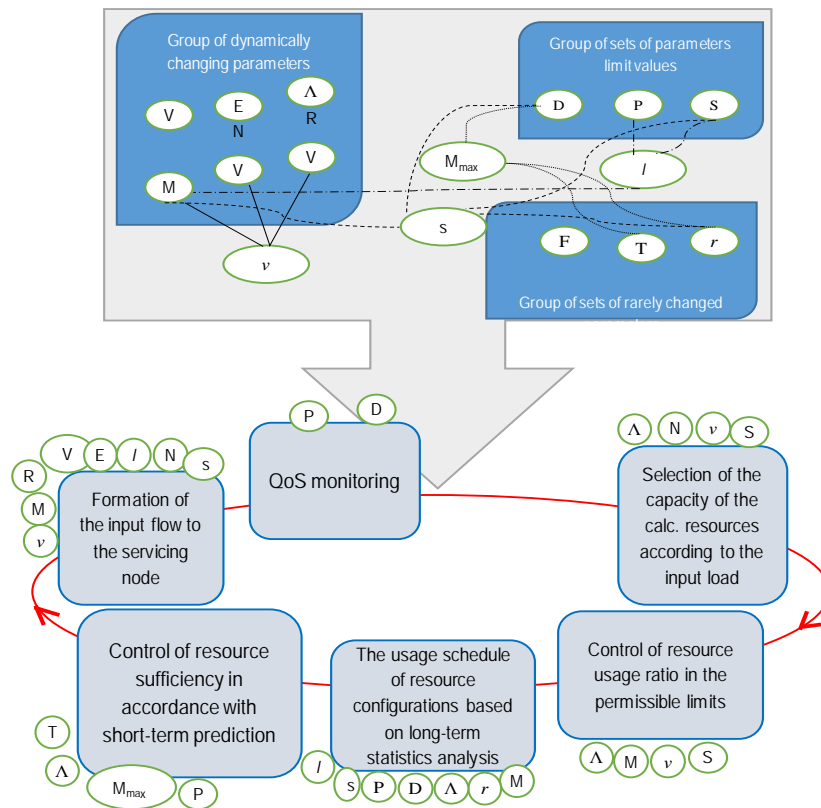 Group of dynamically
changing parameters
Λ
E
V
N
R
V
V
M
ν
Group of sets of parameters
limit values
D
P
S
M_max
l
s
F
T
r
Group of sets of rarely changed
P
D
QoS monitoring
V
E
l
N
s
R
M
ν
Formation of
the input flow to
the servicing
node
Λ
N
ν
S
Selection of the
capacity of the
calc. resources
according to the
input load
Control of resource
sufficiency in
accordance with
short-term prediction
T
Λ
M_max
P
The usage schedule
of resource
configurations based
on long-term
statistics analysis
l
s
P
D
Λ
r
M
Control of resource
usage ratio in the
permissible limits
Λ
M
ν
S